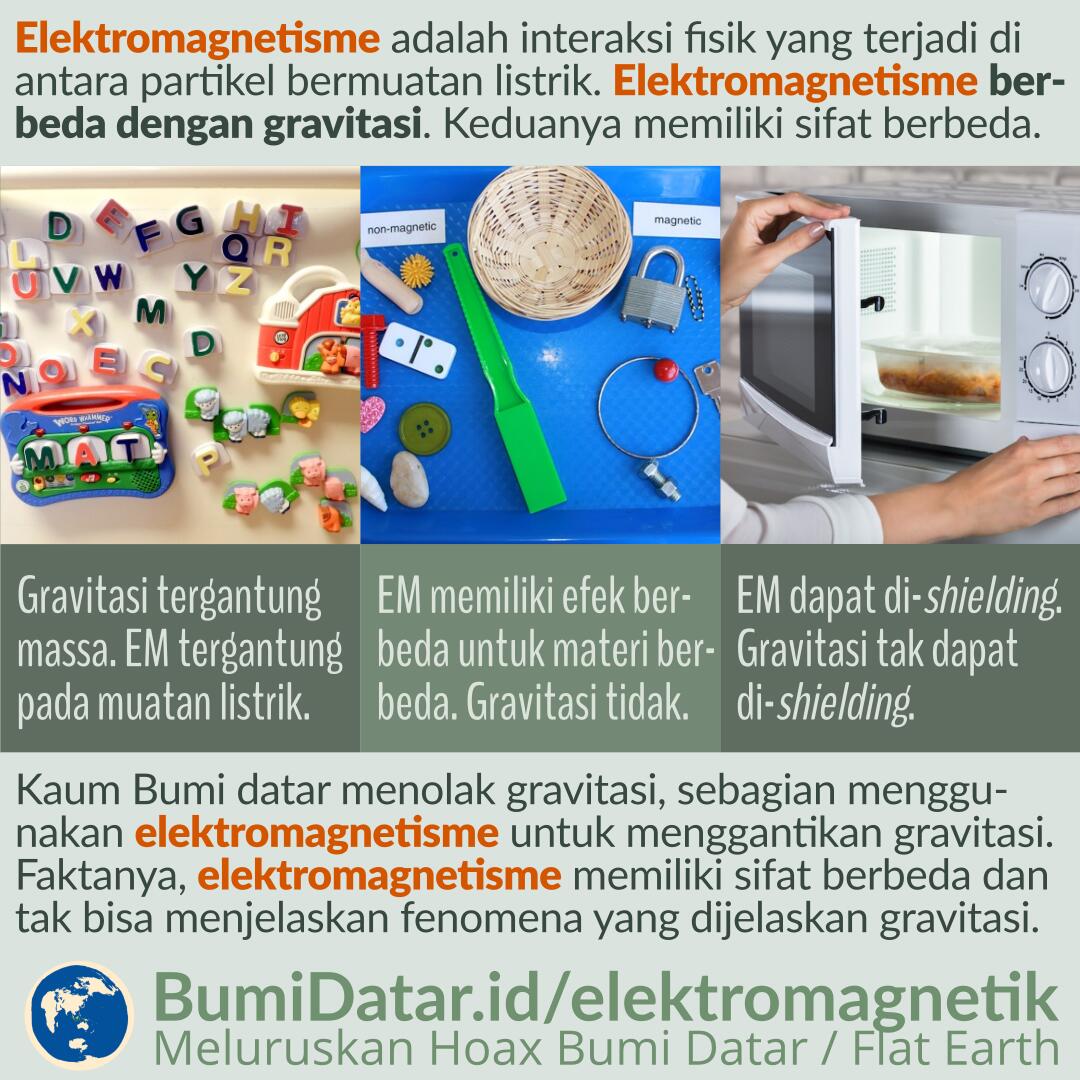 Elektromagnetisme adalah interaksi fisik yang terjadi di
antara partikel bermuatan listrik. Elektromagnetisme ber-
beda dengan gravitasi. Keduanya memiliki sifat berbeda.
D E F G H I
L Q R
U V W Y Z
X M
O E C D
N
WORD WHAMMER
M A T
P
non-magnetic
magnetic
Gravitasi tergantung
massa. EM tergantung
pada muatan listrik.
EM memiliki efek ber-
beda untuk materi ber-
beda. Gravitasi tidak.
EM dapat di-shielding.
Gravitasi tak dapat
di-shielding.
Kaum Bumi datar menolak gravitasi, sebagian menggu-
nakan elektromagnetisme untuk menggantikan gravitasi.
Faktanya, elektromagnetisme memiliki sifat berbeda dan
tak bisa menjelaskan fenomena yang dijelaskan gravitasi.
BumiDatar.id/elektromagnetik
Meluruskan Hoax Bumi Datar / Flat Earth